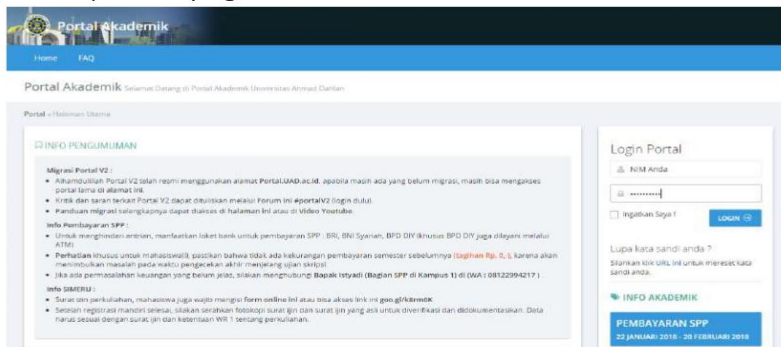 Portal Akademik
Home FAQ
Portal Akademik Selamat Datang di Portal Akademik Universitas Ahmad Dahlan
Portal » Halaman Utama
INFO PENGUMUMAN
Migrasi Portal V2 :
Alhamdulillah Portal V2 telah resmi menggunakan alamat Portal.UAD.ac.id, apabila masih ada yang belum migrasi, masih bisa mengakses
portal lama di alamat ini.
Kritik dan saran terkait Portal V2 dapat dituliskan melalui Forum ini @portalV2 (login dulu).
Panduan migrasi selengkapnya dapat diakses di halaman ini atau di Video Youtube.
Info Pembayaran SPP :
Untuk menghindari antrian, manfaatkan loket bank untuk pembayaran SPP : BRI, BNI Syariah, BPD DIY (khusus BPD DIY juga dilayani melalui
ATM)
Perhatian khusus untuk mahasiswa/i, pastikan bahwa tidak ada kekurangan pembayaran semester sebelumnya (tagihan Rp. 0, ), karena akan
menimbulkan masalah pada waktu pengecekan akhir menjelang ujian skripsi.
Jika ada permasalahan keuangan yang belum jelas, silakan menghubungi Bapak Istyadi (Bagian SPP di Kampus 1) di (WA : 08122994217 ) .
Info SIMERU :
Surat izin perkuliahan, mahasiswa juga wajib mengisi form online ini atau bisa akses link ini goo.gl/k8rm0K
Setelah registrasi mandiri selesai, silakan serahkan fotokopi surat ijin dan surat ijin yang asli untuk diverifikasi dan didokumentasikan. Data
harus sesuai dengan surat ijin dan ketentuan WR 1 tentang perkuliahan.
Login Portal
NIM Anda
Ingatkan Saya !
LOGIN
Lupa kata sandi anda ?
Silahkan klik URL ini untuk mereset kata
sandi anda.
INFO AKADEMIK
PEMBAYARAN SPP
22 JANUARI 2018 - 20 FEBRUARI 2018